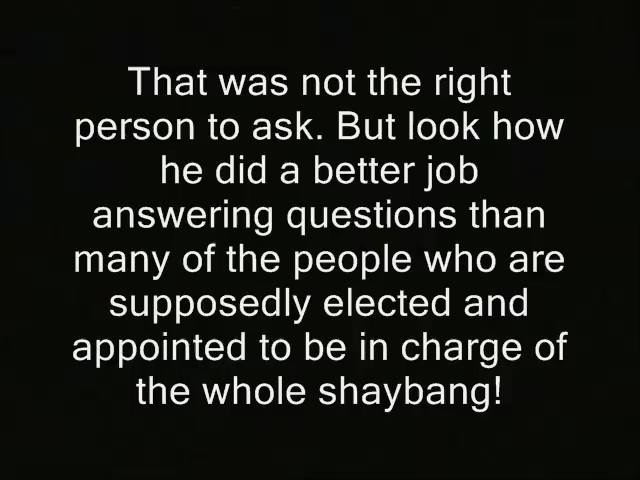 That was not the right
person to ask. But look how
he did a better job
answering questions than
many of the people who are
supposedly elected and
appointed to be in charge of
the whole shaybang!